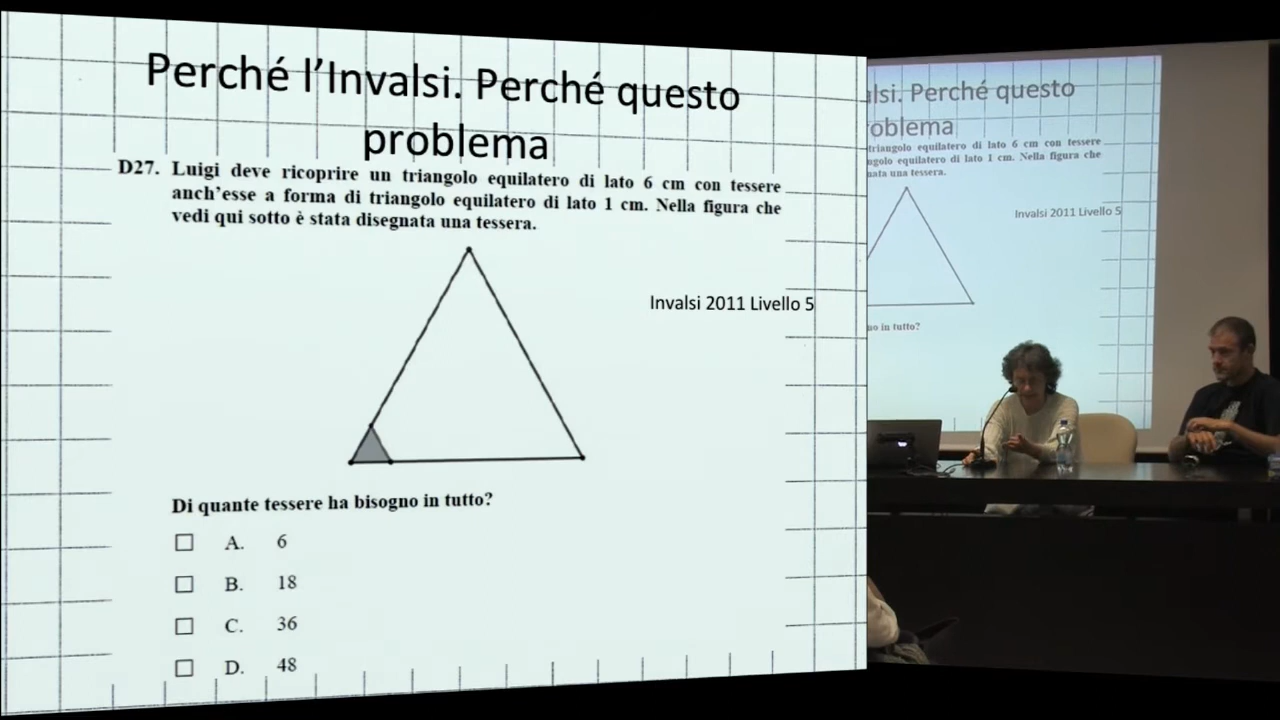 Perché l'Invalsi. Perché questo
problema
D27. Luigi deve ricoprire un triangolo equilatero di lato 6 cm con tessere
anch'esse a forma di triangolo equilatero di lato 1 cm. Nella figura che
vedi qui sotto è stata disegnata una tessera.
Invalsi 2011 Livello 5
Di quante tessere ha bisogno in tutto?
A. 6
B. 18
C. 36
D. 48
lsi. Perché questo
oblema
triangolo equilatero di lato 6 cm con tessere
ngolo equilatero di lato 1 cm. Nella figura che
nata una tessera.
Invalsi 2011 Livello 5
no in tutto?